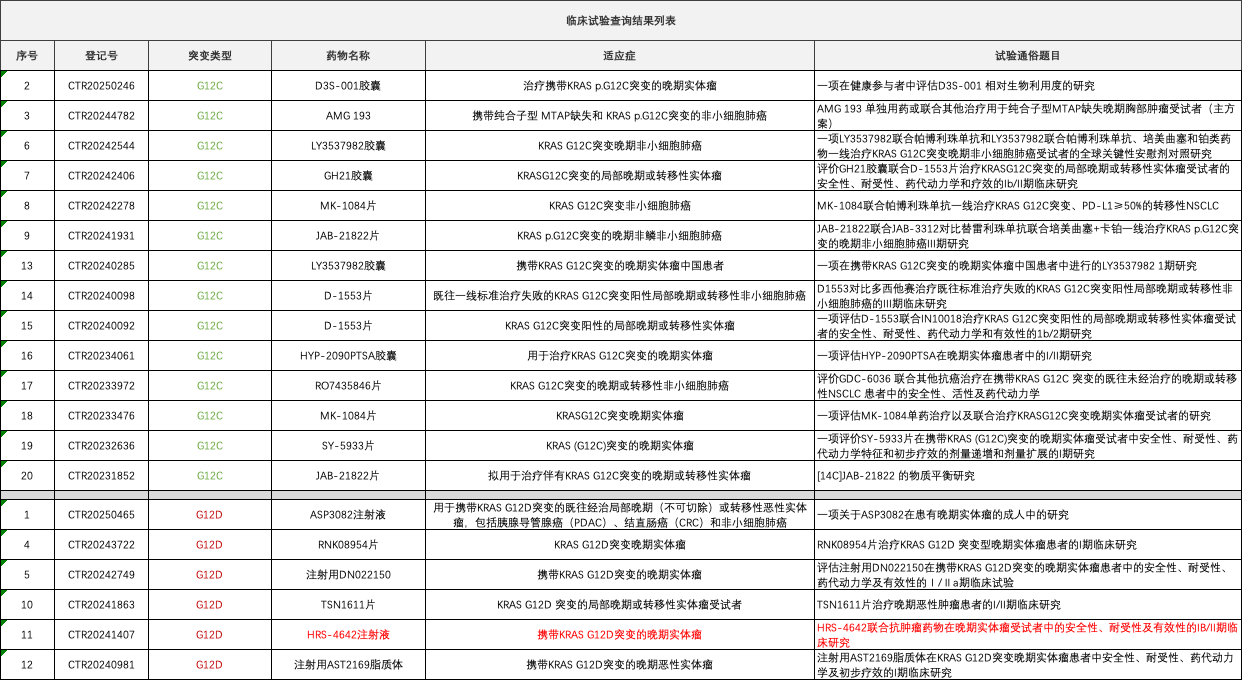 临床试验查询结果列表
序号 登记号 突变类型 药物名称 适应症 试验通俗题目
2 CTR20250246 G12C D3S-001胶囊 治疗携带KRAS p.G12C突变的晚期实体瘤 一项在健康参与者中评估D3S-001 相对生物利用度的研究
3 CTR20244782 G12C AMG 193 携带纯合子型 MTAP缺失和 KRAS p.G12C突变的非小细胞肺癌 AMG 193 单独用药或联合其他治疗用于纯合子型MTAP缺失晚期胸部肿瘤受试者（主方
案）
6 CTR20242544 G12C LY3537982胶囊 KRAS G12C突变晚期非小细胞肺癌 一项LY3537982联合帕博利珠单抗和LY3537982联合帕博利珠单抗、培美曲塞和铂类药
物一线治疗KRAS G12C突变晚期非小细胞肺癌受试者的全球关键性安慰剂对照研究
7 CTR20242406 G12C GH21胶囊 KRASG12C突变的局部晚期或转移性实体瘤 评价GH21胶囊联合D-1553片治疗KRASG12C突变的局部晚期或转移性实体瘤受试者的
安全性、耐受性、药代动力学和疗效的Ib/II期临床研究
8 CTR20242278 G12C MK-1084片 KRAS G12C突变非小细胞肺癌 MK-1084联合帕博利珠单抗一线治疗KRAS G12C突变、PD-L1≥50%的转移性NSCLC
9 CTR20241931 G12C JAB-21822片 KRAS p.G12C突变的晚期非鳞非小细胞肺癌 JAB-21822联合JAB-3312对比替雷利珠单抗联合培美曲塞+卡铂一线治疗KRAS p.G12C突
变的晚期非小细胞肺癌III期研究
13 CTR20240285 G12C LY3537982胶囊 携带KRAS G12C突变的晚期实体瘤中国患者 一项在携带KRAS G12C突变的晚期实体瘤中国患者中进行的LY3537982 1期研究
14 CTR20240098 G12C D-1553片 既往一线标准治疗失败的KRAS G12C突变阳性局部晚期或转移性非小细胞肺癌 D1553对比多西他赛治疗既往标准治疗失败的KRAS G12C突变阳性局部晚期或转移性非
小细胞肺癌的III期临床研究
15 CTR20240092 G12C D-1553片 KRAS G12C突变阳性的局部晚期或转移性实体瘤 一项评估D-1553联合IN10018治疗KRAS G12C突变阳性的局部晚期或转移性实体瘤受试
者的安全性、耐受性、药代动力学和有效性的1b/2期研究
16 CTR20234061 G12C HYP-2090PTSA胶囊 用于治疗KRAS G12C突变的晚期实体瘤 一项评估HYP-2090PTSA在晚期实体瘤患者中的I/II期研究
17 CTR20233972 G12C RO7435846片 KRAS G12C突变的晚期或转移性非小细胞肺癌 评价GDC-6036 联合其他抗癌治疗在携带KRAS G12C 突变的既往未经治疗的晚期或转移
性NSCLC 患者中的安全性、活性及药代动力学
18 CTR20233476 G12C MK-1084片 KRASG12C突变晚期实体瘤 一项评估MK-1084单药治疗以及联合治疗KRASG12C突变晚期实体瘤受试者的研究
19 CTR20232636 G12C SY-5933片 KRAS (G12C)突变的晚期实体瘤 一项评价SY-5933片在携带KRAS (G12C)突变的晚期实体瘤受试者中安全性、耐受性、药
代动力学特征和初步疗效的剂量递增和剂量扩展的I期研究
20 CTR20231852 G12C JAB-21822片 拟用于治疗伴有KRAS G12C突变的晚期或转移性实体瘤 [14C]JAB-21822 的物质平衡研究
1 CTR20250465 G12D ASP3082注射液 用于携带KRAS G12D突变的既往经治局部晚期（不可切除）或转移性恶性实体 一项关于ASP3082在患有晚期实体瘤的成人中的研究
瘤，包括胰腺导管腺癌（PDAC）、结直肠癌（CRC）和非小细胞肺癌
4 CTR20243722 G12D RNK08954片 KRAS G12D突变晚期实体瘤 RNK08954片治疗KRAS G12D 突变型晚期实体瘤患者的I期临床研究
5 CTR20242749 G12D 注射用DN022150 携带KRAS G12D突变的晚期实体瘤 评估注射用DN022150在携带KRAS G12D突变的晚期实体瘤患者中的安全性、耐受性、
药代动力学及有效性的Ⅰ/Ⅱa期临床试验
10 CTR20241863 G12D TSN1611片 KRAS G12D 突变的局部晚期或转移性实体瘤受试者 TSN1611片治疗晚期恶性肿瘤患者的I/II期临床研究
11 CTR20241407 G12D HRS-4642注射液 携带KRAS G12D突变的晚期实体瘤 HRS-4642联合抗肿瘤药物在晚期实体瘤受试者中的安全性、耐受性及有效性的IB/II期临
床研究
12 CTR20240981 G12D 注射用AST2169脂质体 携带KRAS G12D突变的晚期恶性实体瘤 注射用AST2169脂质体在KRAS G12D突变晚期实体瘤患者中安全性、耐受性、药代动力
学及初步疗效的I期临床研究